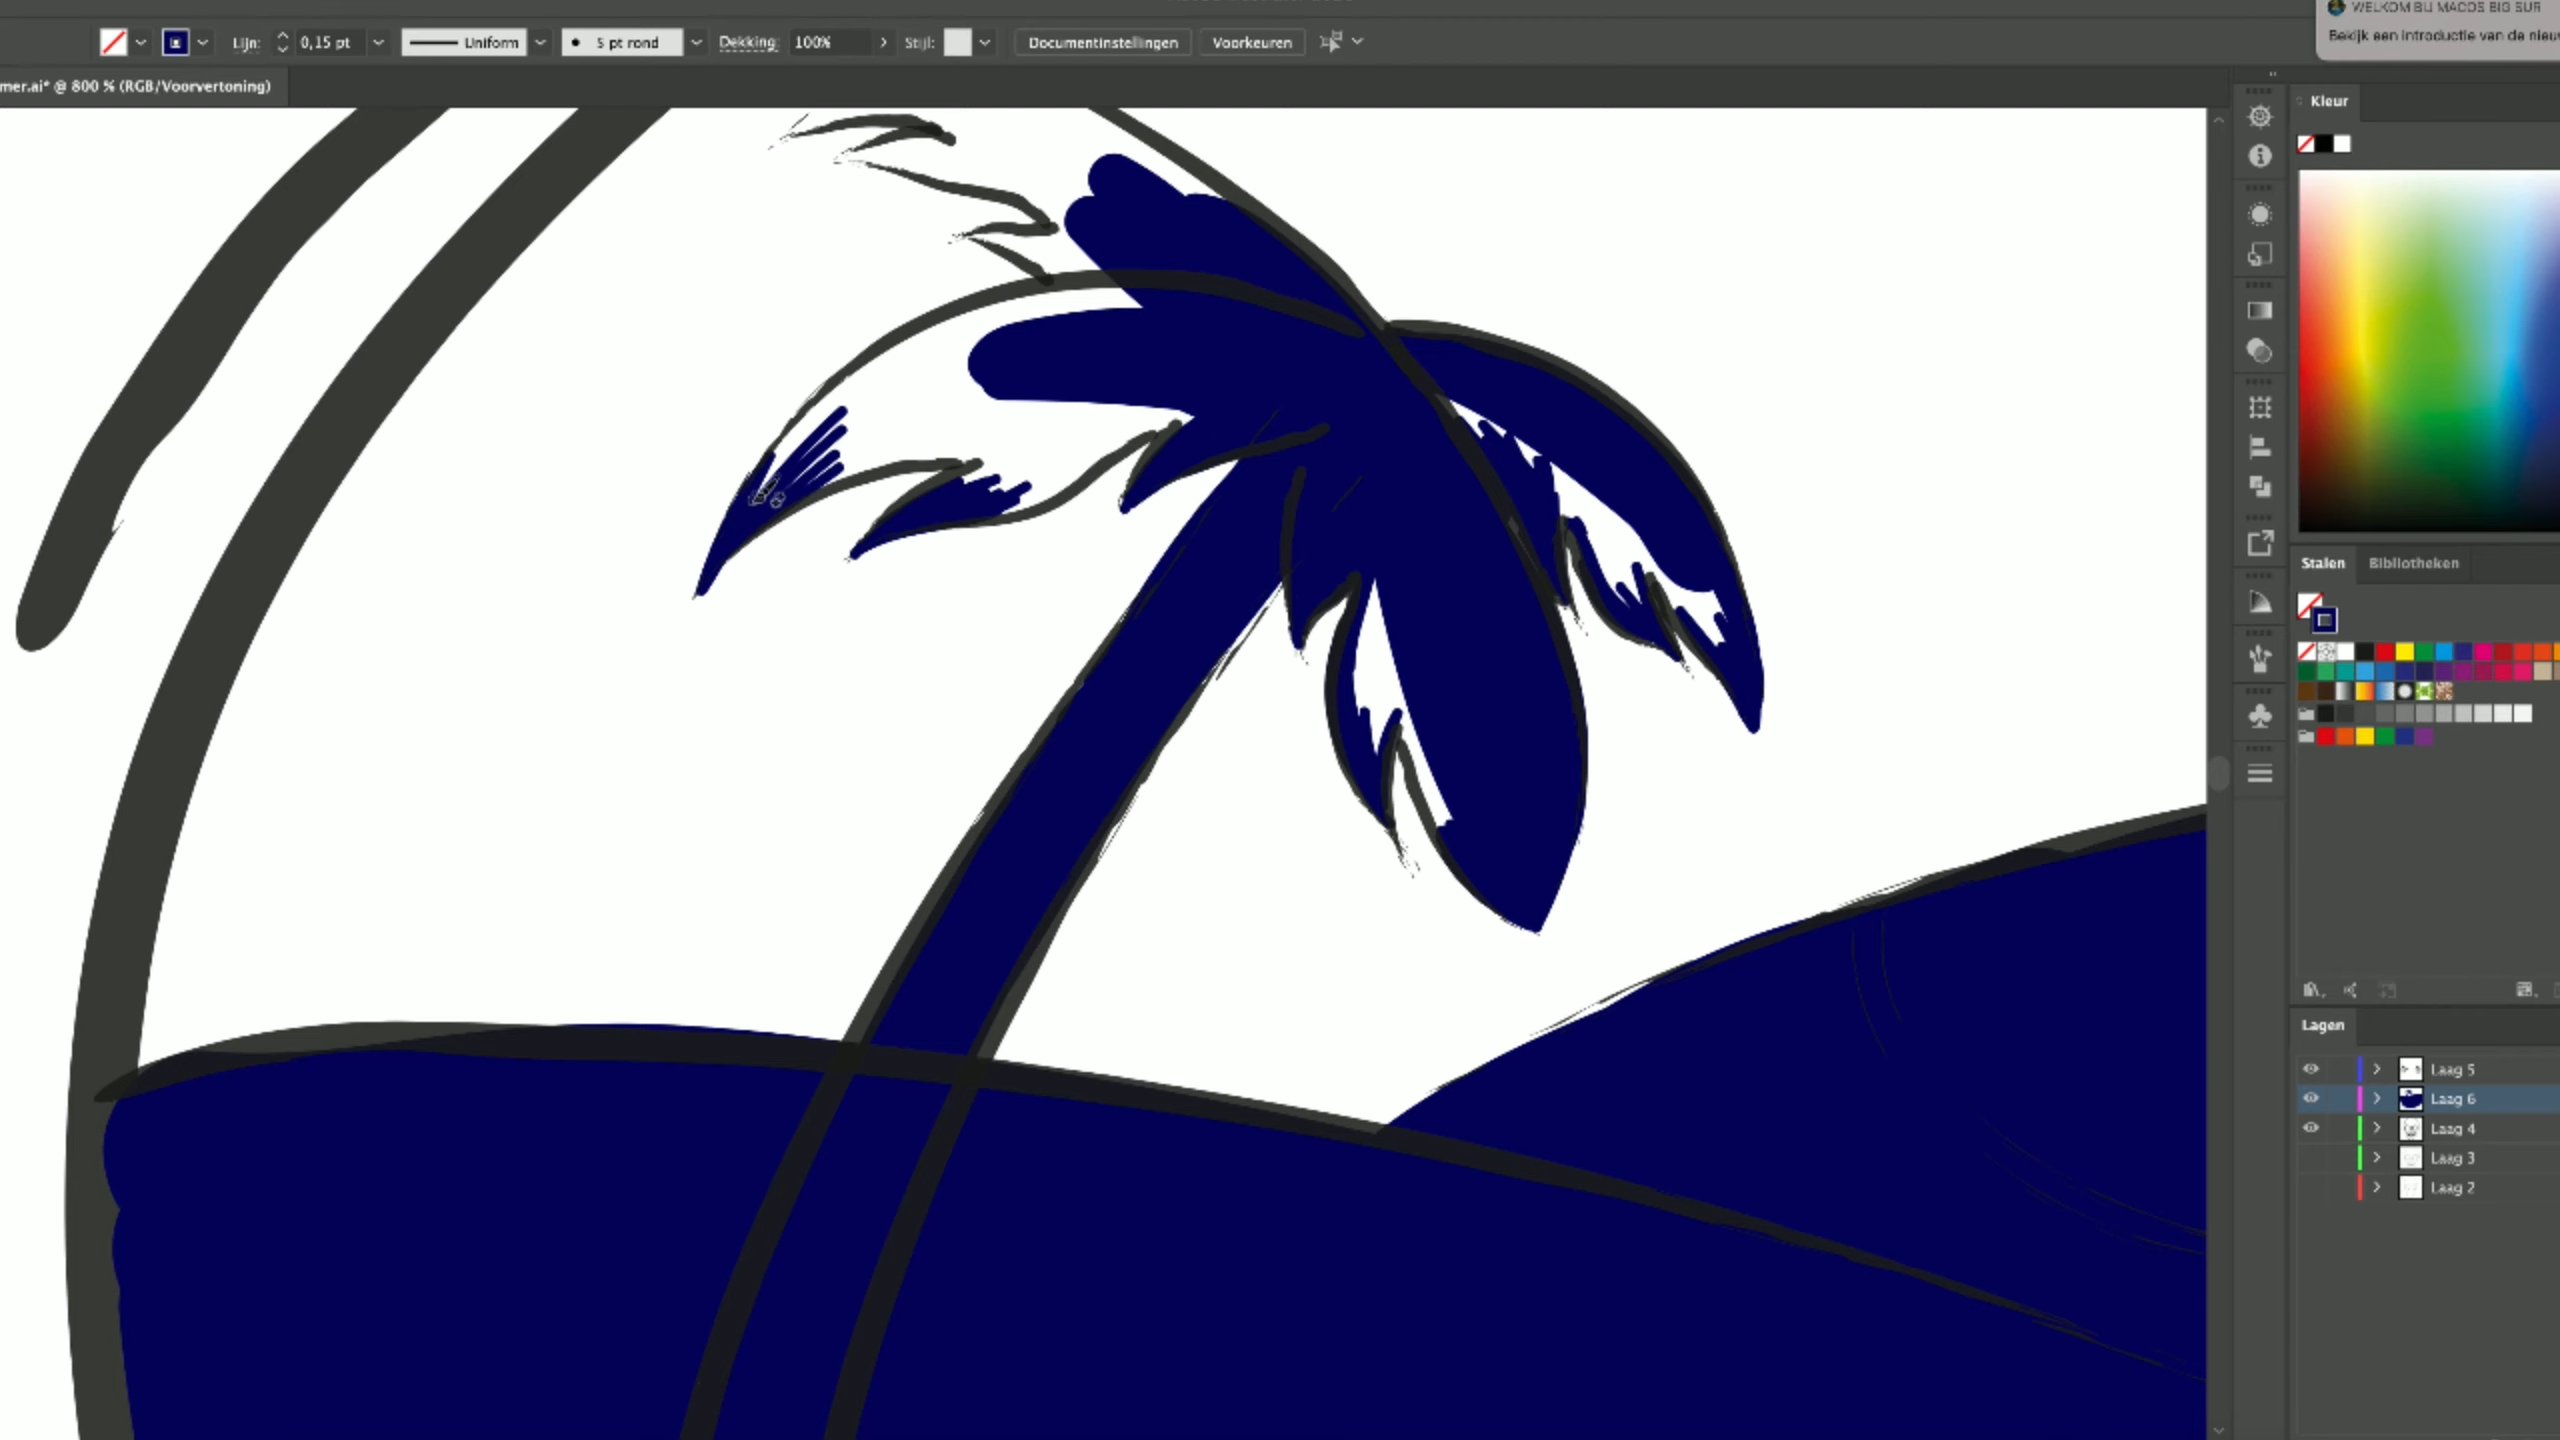 WELKOM BIJ MACOS BIG SUR
Bekijk een introductie van de nieuw
Lijn: 0,15 pt Uniform 5 pt rond Dekking: 100% Stijl: Documentinstellingen Voorkeuren
mer.ai* @ 800 % (RGB/Voorvertoning)
Kleur
Stalen Bibliotheken
Lagen
Laag 5
Laag 6
Laag 4
Laag 3
Laag 2